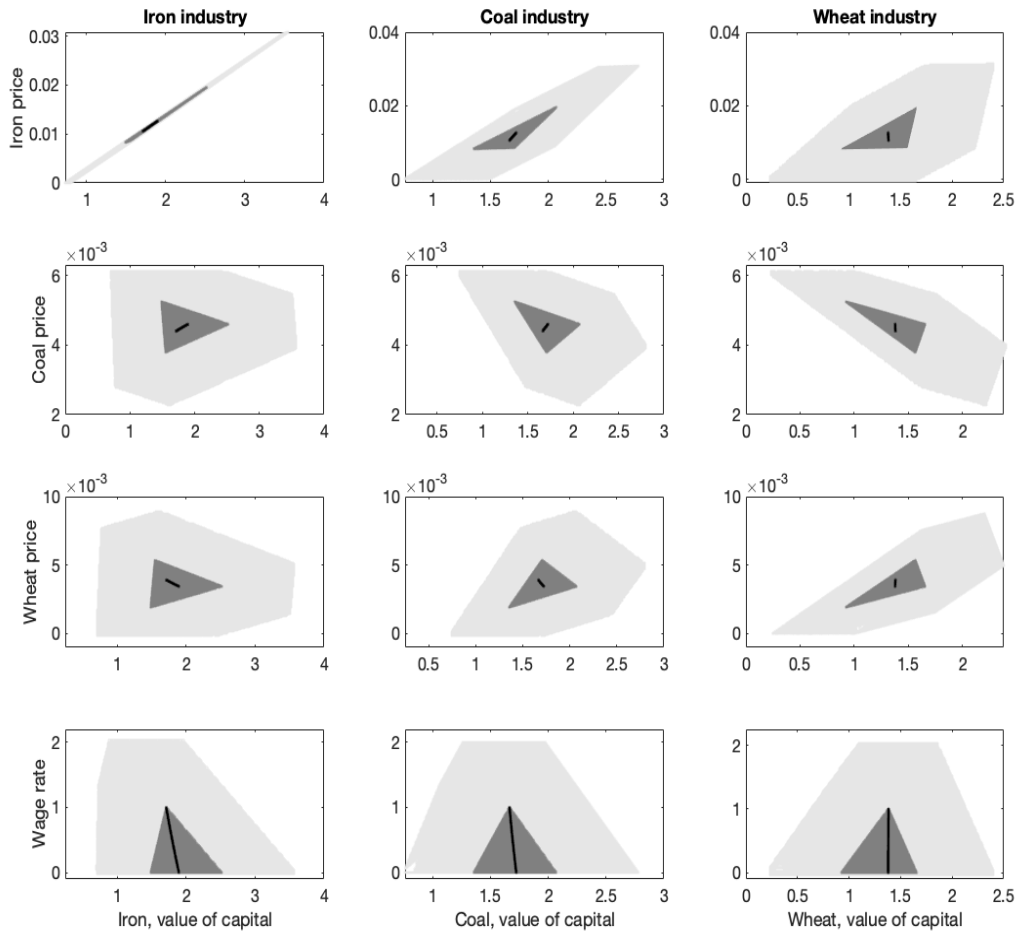 Iron industry
Coal industry
Wheat industry
Iron price
0.03
0.02
0.01
0
1 2 3 4
0.04
0.02
0
1 1.5 2 2.5 3
0.04
0.02
0
0 0.5 1 1.5 2 2.5
Coal price
×10-3
6
4
2
0 1 2 3 4
×10-3
6
4
2
0.5 1 1.5 2 2.5 3
×10-3
6
4
2
0 0.5 1 1.5 2
Wheat price
×10-3
10
5
0
1 2 3 4
×10-3
10
5
0
0.5 1 1.5 2 2.5 3
×10-3
10
5
0
0 0.5 1 1.5 2
Wage rate
2
1
0
1 2 3 4
Iron, value of capital
2
1
0
1 1.5 2 2.5 3
Coal, value of capital
2
1
0
0 0.5 1 1.5 2 2.5
Wheat, value of capital